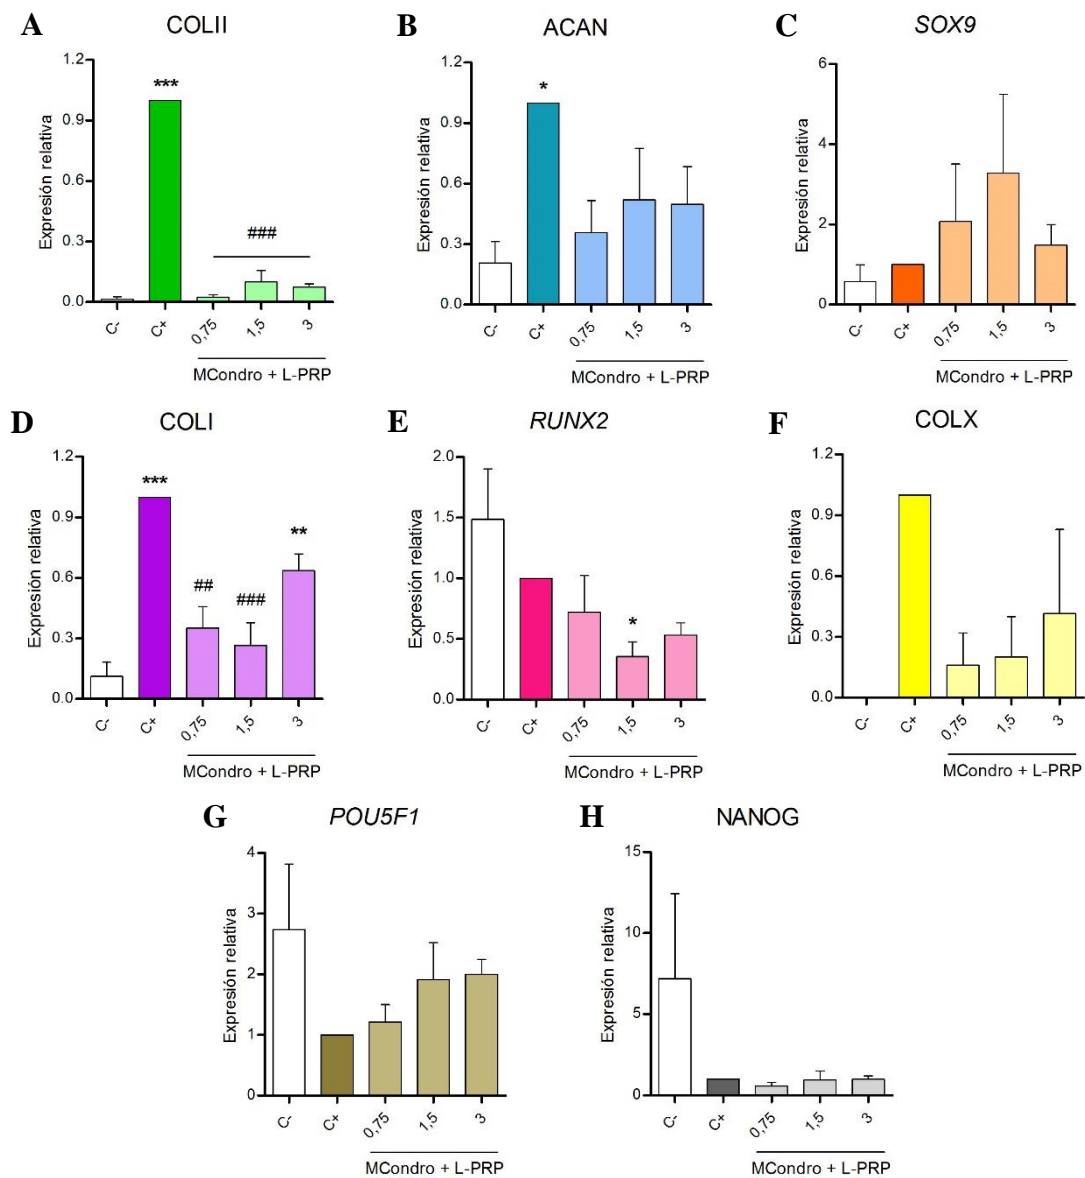 A COLII
B ACAN
C SOX9
Expresión relativa
1.2
0.9
0.6
0.3
0.0
***
###
C-
C+
0,75
1,5
3
MCondro + L-PRP
Expresión relativa
1.2
0.9
0.6
0.3
0.0
*
C-
C+
0,75
1,5
3
MCondro + L-PRP
Expresión relativa
6
4
2
0
C-
C+
0,75
1,5
3
MCondro + L-PRP
D COLI
E RUNX2
F COLX
Expresión relativa
1.2
0.9
0.6
0.3
0.0
***
##
###
**
C-
C+
0,75
1,5
3
MCondro + L-PRP
Expresión relativa
2.0
1.5
1.0
0.5
0.0
*
C-
C+
0,75
1,5
3
MCondro + L-PRP
Expresión relativa
1.2
0.9
0.6
0.3
0.0
C-
C+
0,75
1,5
3
MCondro + L-PRP
G POU5F1
H NANOG
Expresión relativa
4
3
2
1
0
C-
C+
0,75
1,5
3
MCondro + L-PRP
Expresión relativa
15
10
5
0
C-
C+
0,75
1,5
3
MCondro + L-PRP